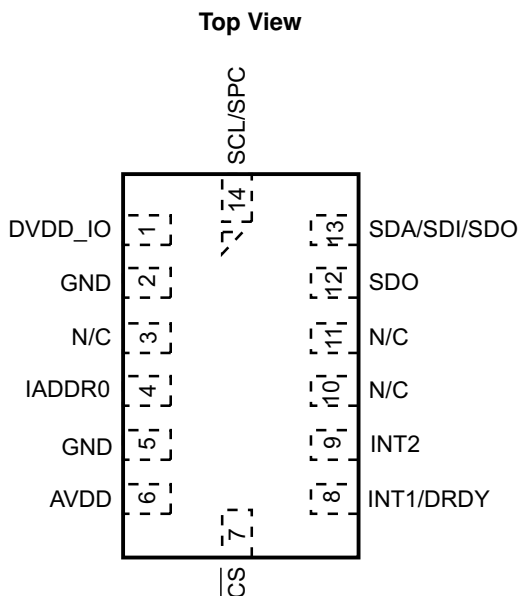 Top View
SCL/SPC
14
DVDD_IO 1 13 SDA/SDI/SDO
GND 2 12 SDO
N/C 3 11 N/C
IADDR0 4 10 N/C
GND 5 9 INT2
AVDD 6 8 INT1/DRDY
7
C̅S̅